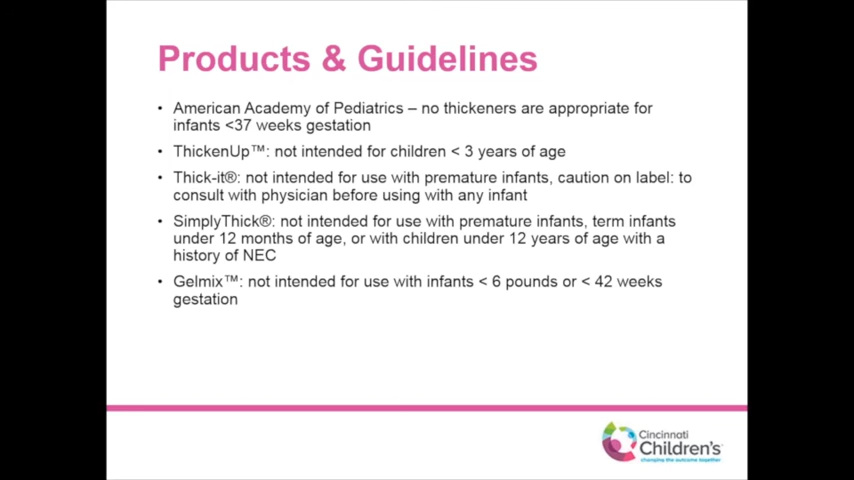 Products & Guidelines
• American Academy of Pediatrics – no thickeners are appropriate for
infants <37 weeks gestation
• ThickenUp™: not intended for children < 3 years of age
• Thick-it®: not intended for use with premature infants, caution on label: to
consult with physician before using with any infant
• SimplyThick®: not intended for use with premature infants, term infants
under 12 months of age, or with children under 12 years of age with a
history of NEC
• Gelmix™: not intended for use with infants < 6 pounds or < 42 weeks
gestation
Cincinnati
Children's
changing the outcome together